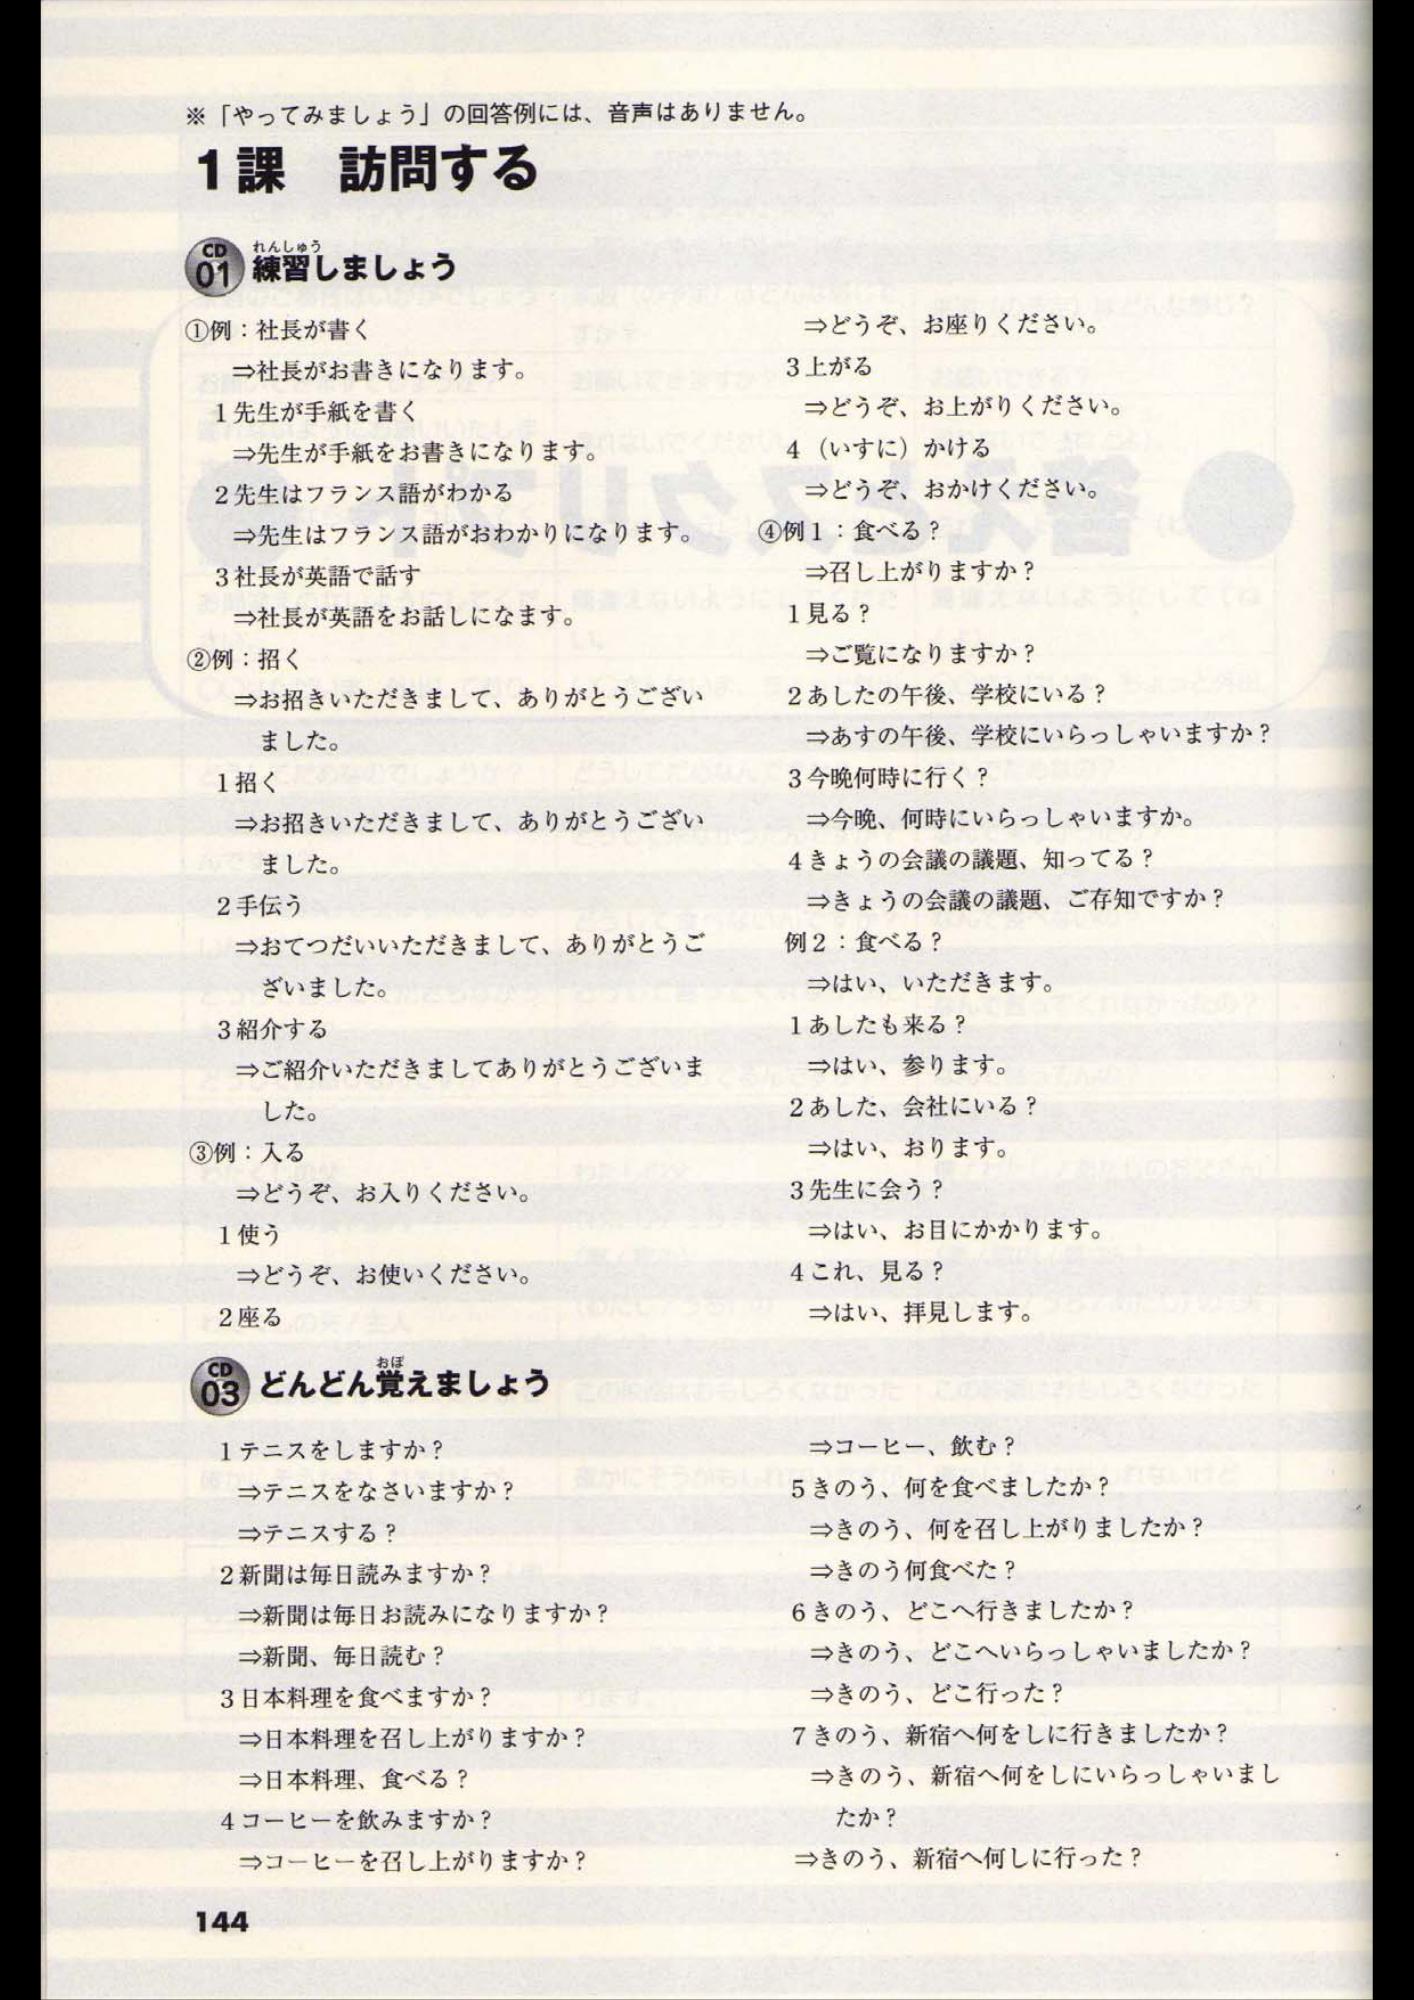 ※「やってみましょう」の回答例には、音声はありません。
1課　訪問する
CD 01 練習しましょう
れんしゅう
①例：社長が書く
⇒社長がお書きになります。
1先生が手紙を書く
⇒先生が手紙をお書きになります。
2先生はフランス語がわかる
⇒先生はフランス語がおわかりになります。
3社長が英語で話す
⇒社長が英語をお話しになます。
②例：招く
⇒お招きいただきまして、ありがとうござい
ました。
1招く
⇒お招きいただきまして、ありがとうござい
ました。
2手伝う
⇒おてつだいいただきまして、ありがとうご
ざいました。
3紹介する
⇒ご紹介いただきましてありがとうございま
した。
③例：入る
⇒どうぞ、お入りください。
1使う
⇒どうぞ、お使いください。
2座る
⇒どうぞ、お座りください。
3上がる
⇒どうぞ、お上がりください。
4（いすに）かける
⇒どうぞ、おかけください。
④例1：食べる？
⇒召し上がりますか？
1見る？
⇒ご覧になりますか？
2あしたの午後、学校にいる？
⇒あすの午後、学校にいらっしゃいますか？
3今晩何時に行く？
⇒今晩、何時にいらっしゃいますか。
4きょうの会議の議題、知ってる？
⇒きょうの会議の議題、ご存知ですか？
例2：食べる？
⇒はい、いただきます。
1あしたも来る？
⇒はい、参ります。
2あした、会社にいる？
⇒はい、おります。
3先生に会う？
⇒はい、お目にかかります。
4これ、見る？
⇒はい、拝見します。
CD 03 どんどん覚えましょう
おぼ
1テニスをしますか？
⇒テニスをなさいますか？
⇒テニスする？
2新聞は毎日読みますか？
⇒新聞は毎日お読みになりますか？
⇒新聞、毎日読む？
3日本料理を食べますか？
⇒日本料理を召し上がりますか？
⇒日本料理、食べる？
4コーヒーを飲みますか？
⇒コーヒーを召し上がりますか？
⇒コーヒー、飲む？
5きのう、何を食べましたか？
⇒きのう、何を召し上がりましたか？
⇒きのう何食べた？
6きのう、どこへ行きましたか？
⇒きのう、どこへいらっしゃいましたか？
⇒きのう、どこ行った？
7きのう、新宿へ何をしに行きましたか？
⇒きのう、新宿へ何をしにいらっしゃいまし
たか？
⇒きのう、新宿へ何しに行った？
144